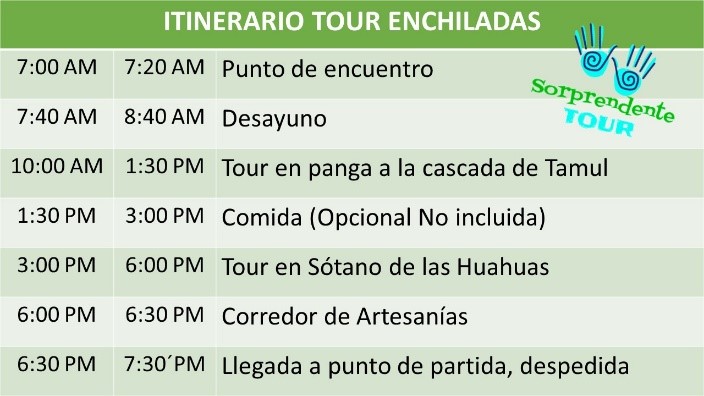 ITINERARIO TOUR ENCHILADAS
Sorprendente
TOUR
7:00 AM 7:20 AM Punto de encuentro
7:40 AM 8:40 AM Desayuno
10:00 AM 1:30 PM Tour en panga a la cascada de Tamul
1:30 PM 3:00 PM Comida (Opcional No incluida)
3:00 PM 6:00 PM Tour en Sótano de las Huahuas
6:00 PM 6:30 PM Corredor de Artesanías
6:30 PM 7:30´PM Llegada a punto de partida, despedida